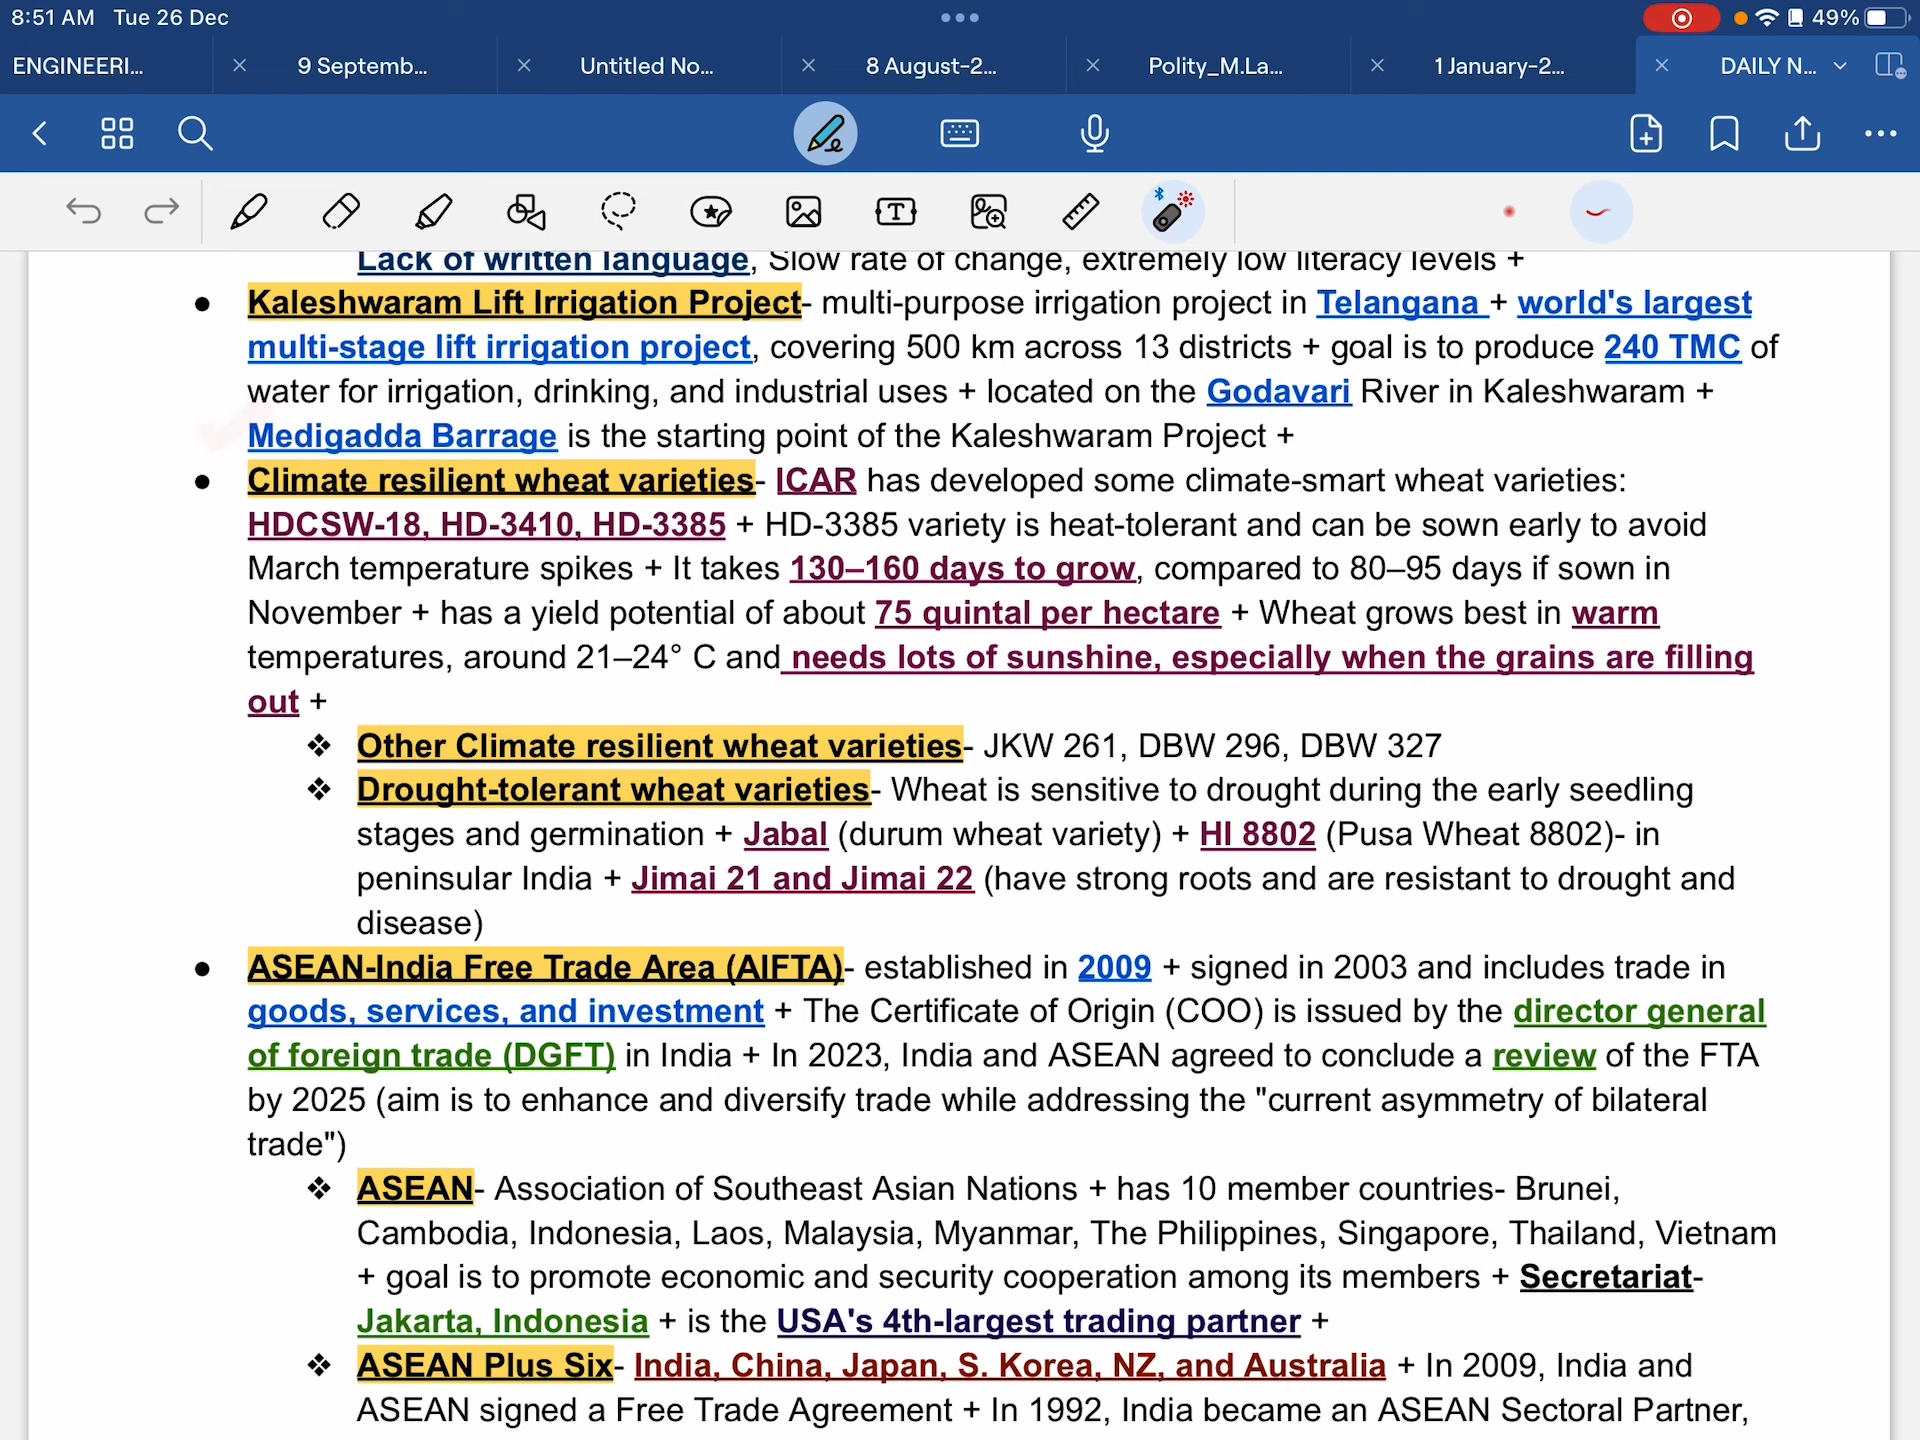 8:51 AM Tue 26 Dec
49%
ENGINEERI...
9 Septemb...
Untitled No...
8 August-2...
Polity_M.La...
1 January-2...
DAILY N...
Lack of written language, Slow rate of change, extremely low literacy levels +
● Kaleshwaram Lift Irrigation Project- multi-purpose irrigation project in Telangana + world's largest
multi-stage lift irrigation project, covering 500 km across 13 districts + goal is to produce 240 TMC of
water for irrigation, drinking, and industrial uses + located on the Godavari River in Kaleshwaram +
Medigadda Barrage is the starting point of the Kaleshwaram Project +
● Climate resilient wheat varieties- ICAR has developed some climate-smart wheat varieties:
HDCSW-18, HD-3410, HD-3385 + HD-3385 variety is heat-tolerant and can be sown early to avoid
March temperature spikes + It takes 130–160 days to grow, compared to 80–95 days if sown in
November + has a yield potential of about 75 quintal per hectare + Wheat grows best in warm
temperatures, around 21–24° C and needs lots of sunshine, especially when the grains are filling
out +
❖ Other Climate resilient wheat varieties- JKW 261, DBW 296, DBW 327
❖ Drought-tolerant wheat varieties- Wheat is sensitive to drought during the early seedling
stages and germination + Jabal (durum wheat variety) + HI 8802 (Pusa Wheat 8802)- in
peninsular India + Jimai 21 and Jimai 22 (have strong roots and are resistant to drought and
disease)
● ASEAN-India Free Trade Area (AIFTA)- established in 2009 + signed in 2003 and includes trade in
goods, services, and investment + The Certificate of Origin (COO) is issued by the director general
of foreign trade (DGFT) in India + In 2023, India and ASEAN agreed to conclude a review of the FTA
by 2025 (aim is to enhance and diversify trade while addressing the "current asymmetry of bilateral
trade")
❖ ASEAN- Association of Southeast Asian Nations + has 10 member countries- Brunei,
Cambodia, Indonesia, Laos, Malaysia, Myanmar, The Philippines, Singapore, Thailand, Vietnam
+ goal is to promote economic and security cooperation among its members + Secretariat-
Jakarta, Indonesia + is the USA's 4th-largest trading partner +
❖ ASEAN Plus Six- India, China, Japan, S. Korea, NZ, and Australia + In 2009, India and
ASEAN signed a Free Trade Agreement + In 1992, India became an ASEAN Sectoral Partner,